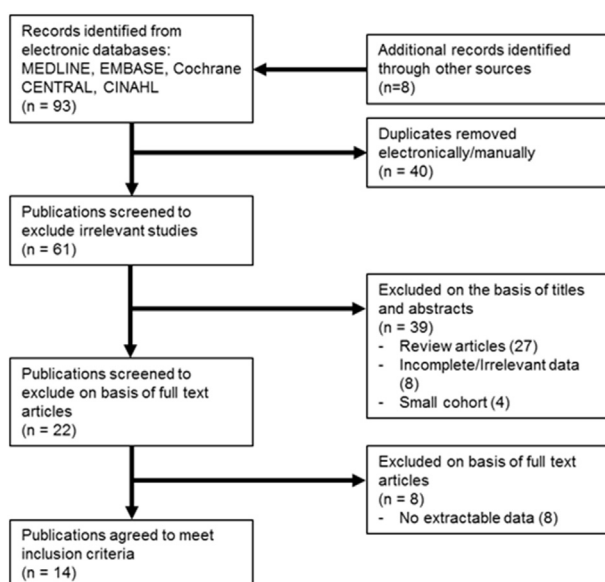 Records identified from
electronic databases:
MEDLINE, EMBASE, Cochrane
CENTRAL, CINAHL
(n = 93)
Additional records identified
through other sources
(n=8)
Duplicates removed
electronically/manually
(n = 40)
Publications screened to
exclude irrelevant studies
(n = 61)
Excluded on the basis of titles
and abstracts
(n = 39)
- Review articles (27)
- Incomplete/Irrelevant data
(8)
- Small cohort (4)
Publications screened to
exclude on basis of full text
articles
(n = 22)
Excluded on basis of full text
articles
(n = 8)
- No extractable data (8)
Publications agreed to meet
inclusion criteria
(n = 14)